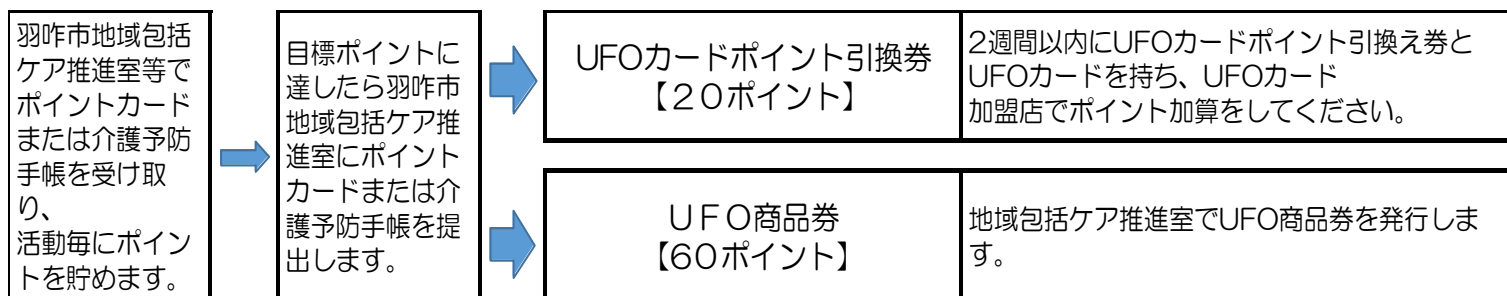 羽咋市地域包括
ケア推進室等で
ポイントカード
または介護予防
手帳を受け取
り、
活動毎にポイン
トを貯めます。
目標ポイントに
達したら羽咋市
地域包括ケア推
進室にポイント
カードまたは介
護予防手帳を提
出します。
UFOカードポイント引換券
【20ポイント】
2週間以内にUFOカードポイント引換え券と
UFOカードを持ち、UFOカード
加盟店でポイント加算をしてください。
ＵＦＯ商品券
【60ポイント】
地域包括ケア推進室でUFO商品券を発行しま
す。